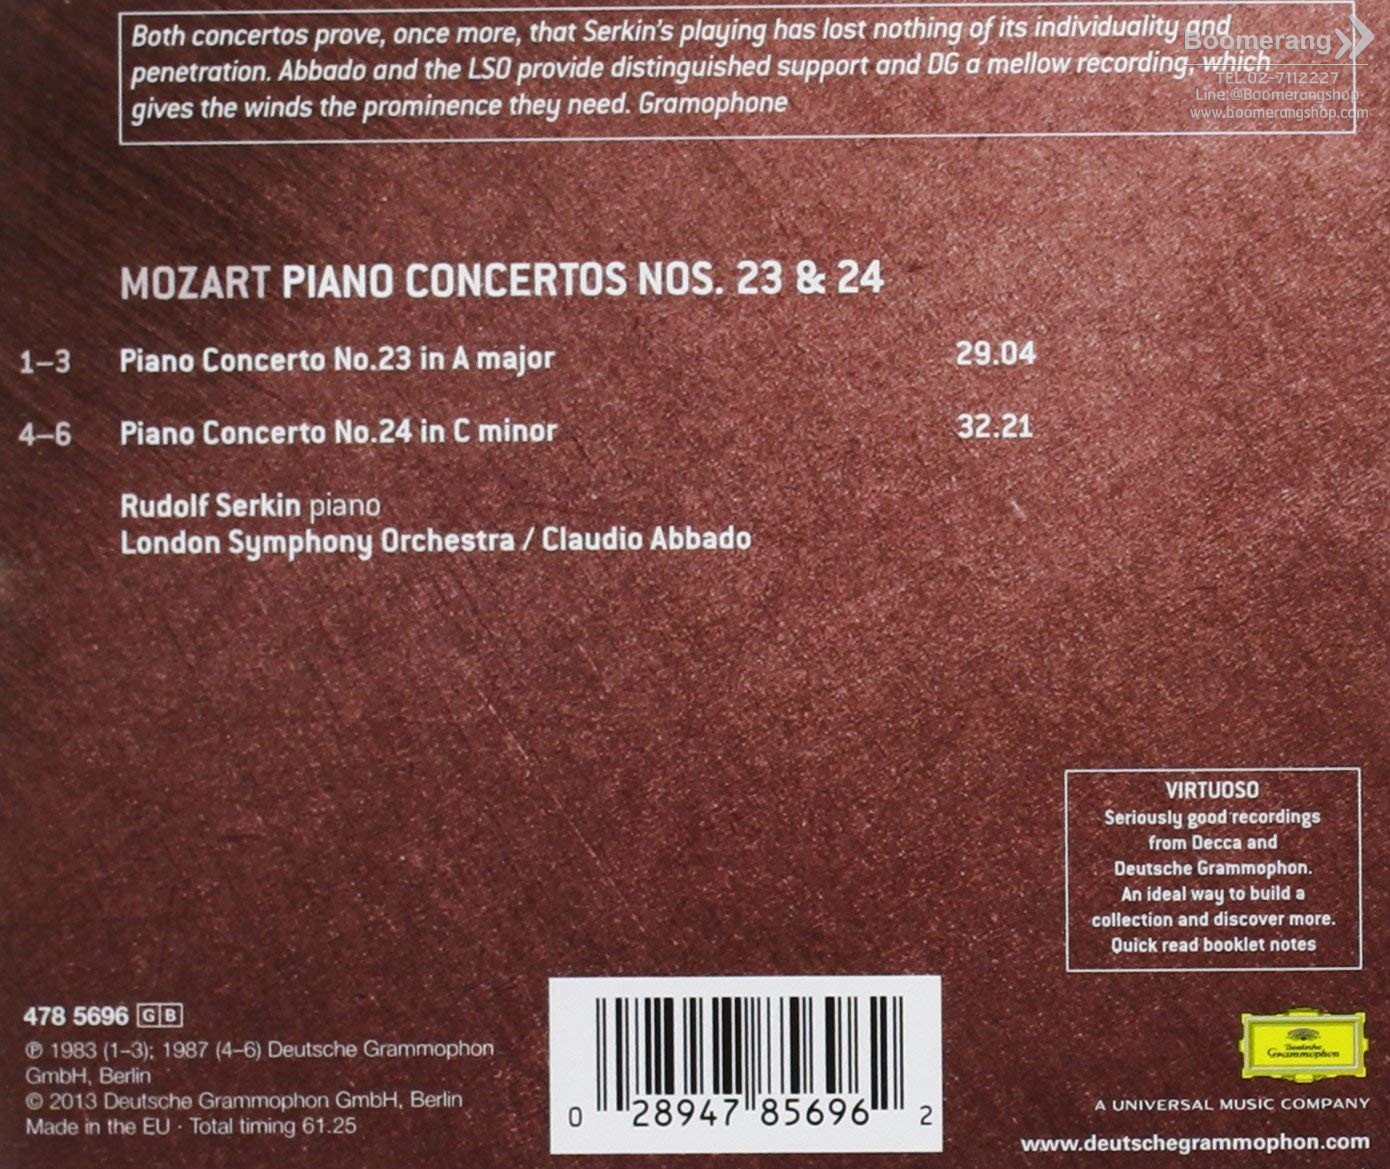 Both concertos prove, once more, that Serkin's playing has lost nothing of its individuality and
penetration. Abbado and the LSO provide distinguished support and DG a mellow recording, which
gives the winds the prominence they need. Gramophone
Boomerang
TEL.02-7112227
Line:@Boomerangshop
www.boomerangshop.com
MOZART PIANO CONCERTOS NOS. 23 & 24
1–3 Piano Concerto No.23 in A major 29.04
4–6 Piano Concerto No.24 in C minor 32.21
Rudolf Serkin piano
London Symphony Orchestra / Claudio Abbado
VIRTUOSO
Seriously good recordings
from Decca and
Deutsche Grammophon.
An ideal way to build a
collection and discover more.
Quick read booklet notes
478 5696 GB
℗ 1983 (1–3); 1987 (4–6) Deutsche Grammophon
GmbH, Berlin
© 2013 Deutsche Grammophon GmbH, Berlin
Made in the EU · Total timing 61.25
0 28947 85696 2
Deutsche
Grammophon
A UNIVERSAL MUSIC COMPANY
www.deutschegrammophon.com